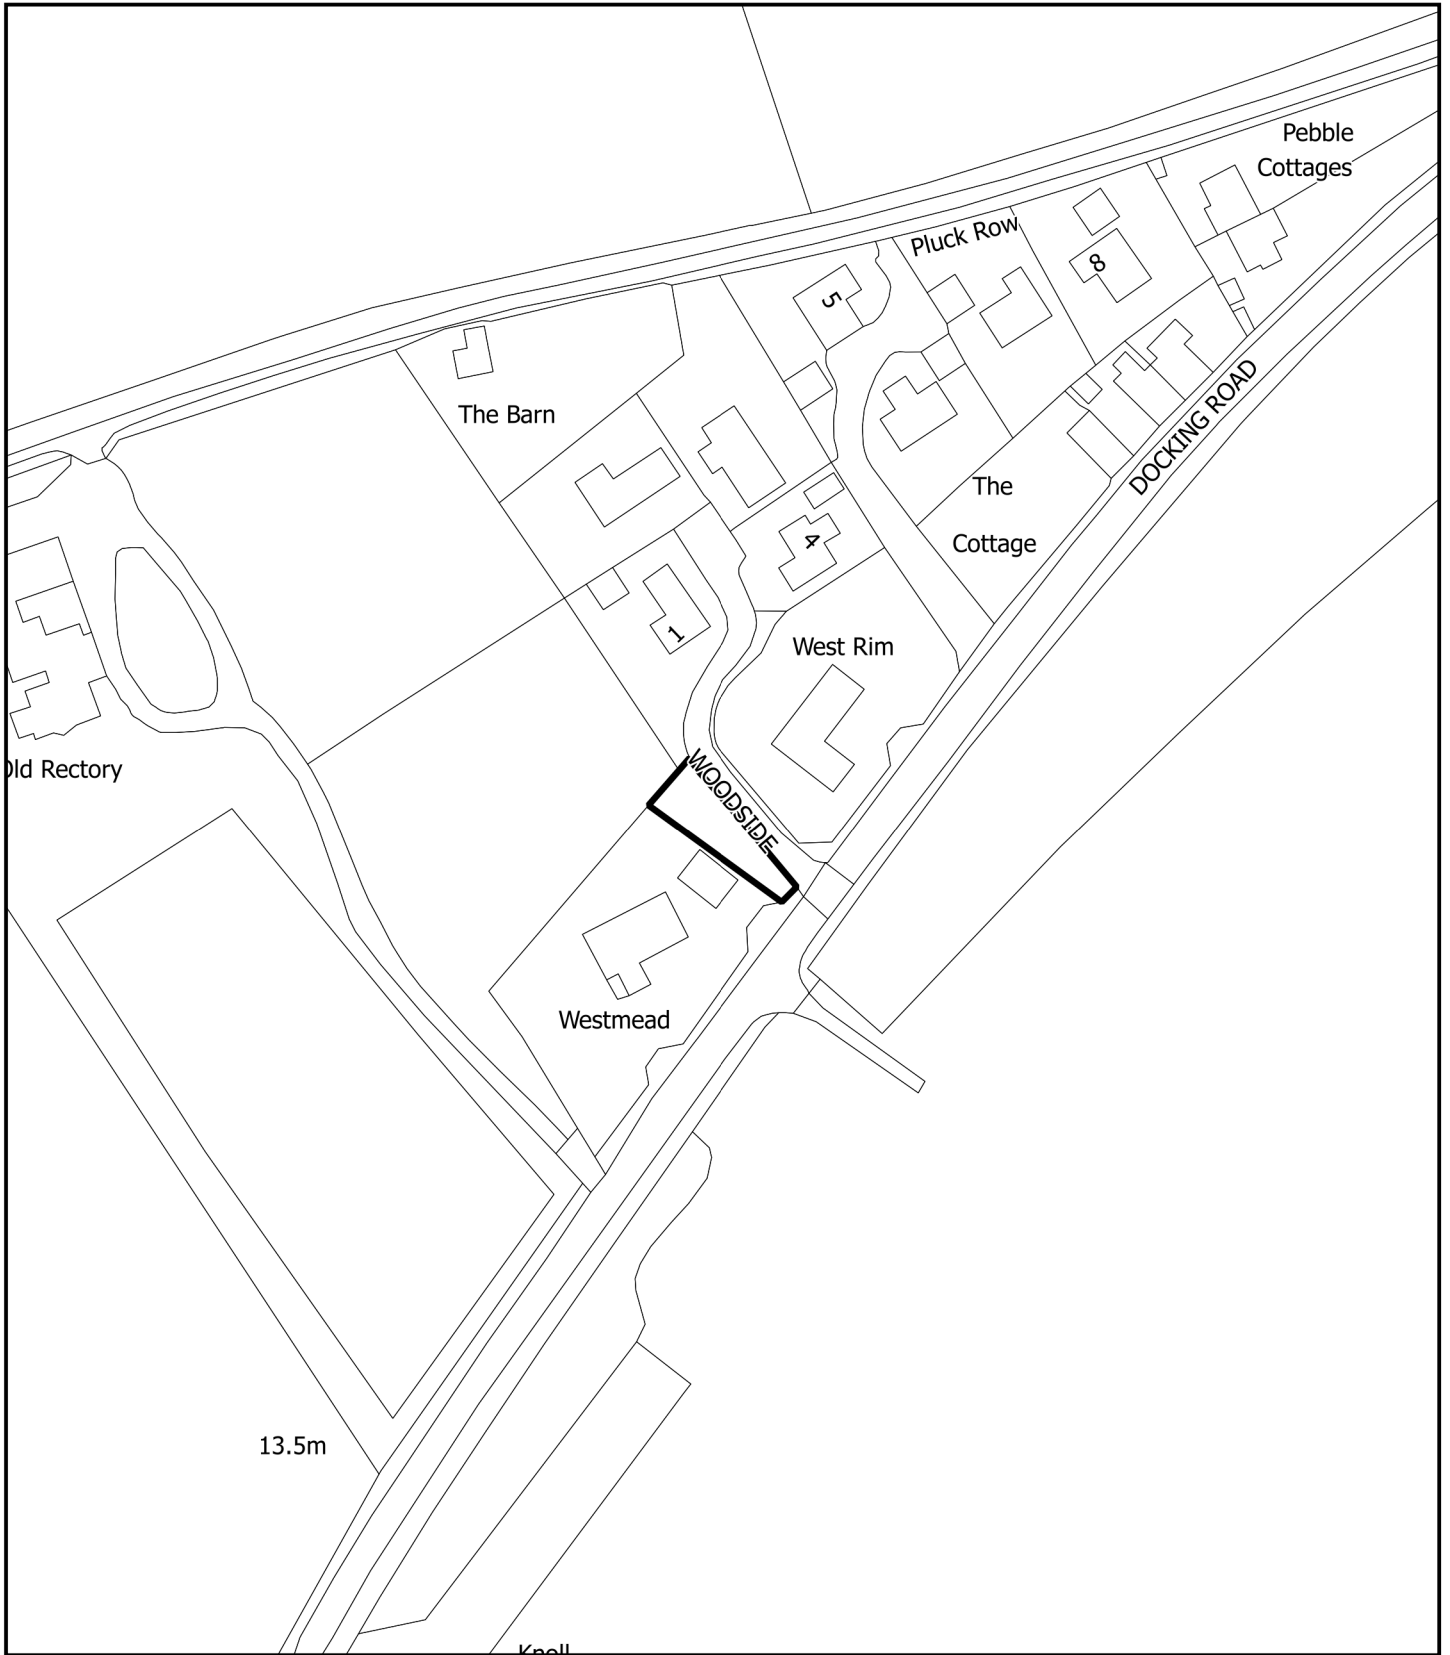 Pebble
Cottages
Pluck Row
8
5
The Barn
DOCKING ROAD
The
Cottage
4
1
West Rim
WOODSIDE
Old Rectory
Westmead
13.5m
Knoll